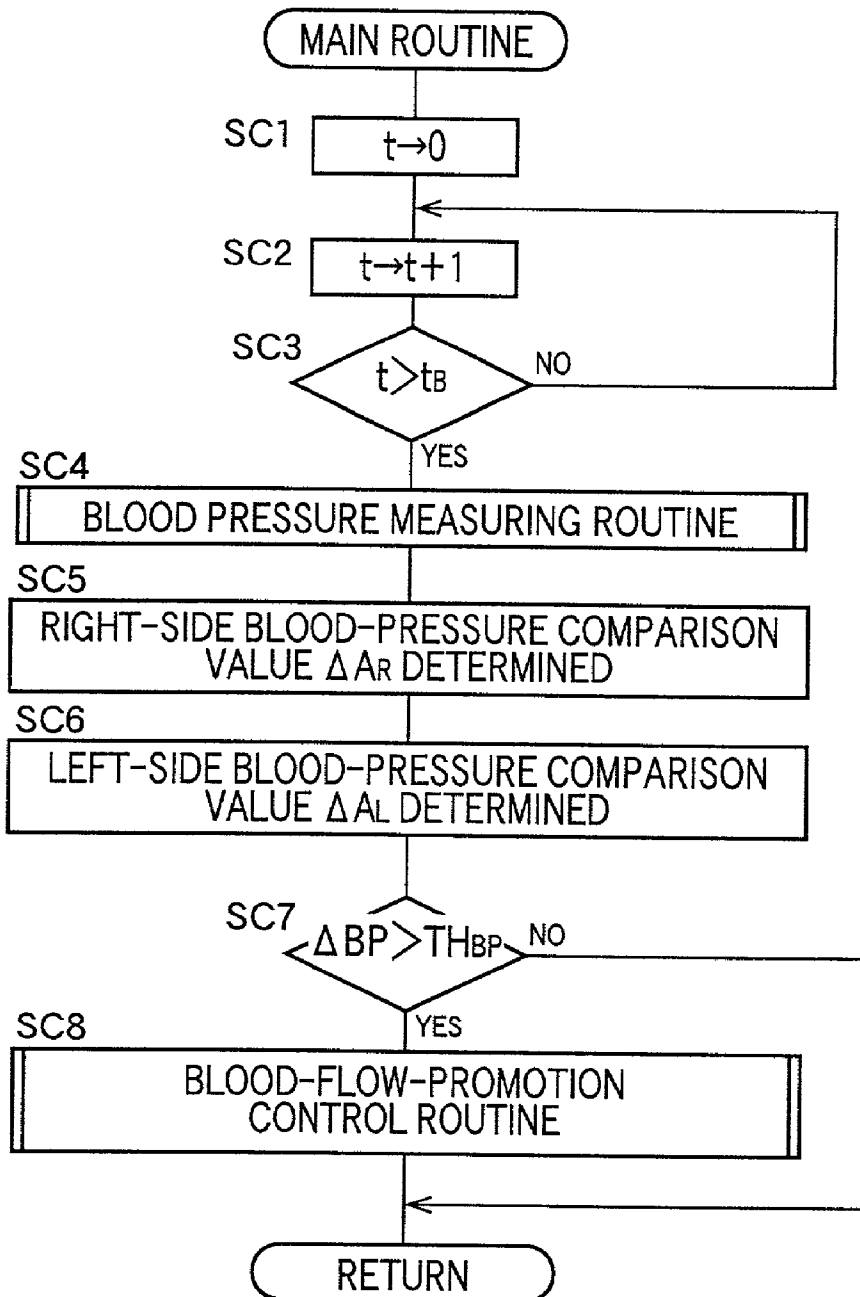 MAIN ROUTINE
SC1
t→0
SC2
t→t+1
SC3
t>tB
NO
YES
SC4
BLOOD PRESSURE MEASURING ROUTINE
SC5
RIGHT-SIDE BLOOD-PRESSURE COMPARISON
VALUE ΔAR DETERMINED
SC6
LEFT-SIDE BLOOD-PRESSURE COMPARISON
VALUE ΔAL DETERMINED
SC7
ΔBP>THBP
NO
YES
SC8
BLOOD-FLOW-PROMOTION
CONTROL ROUTINE
RETURN